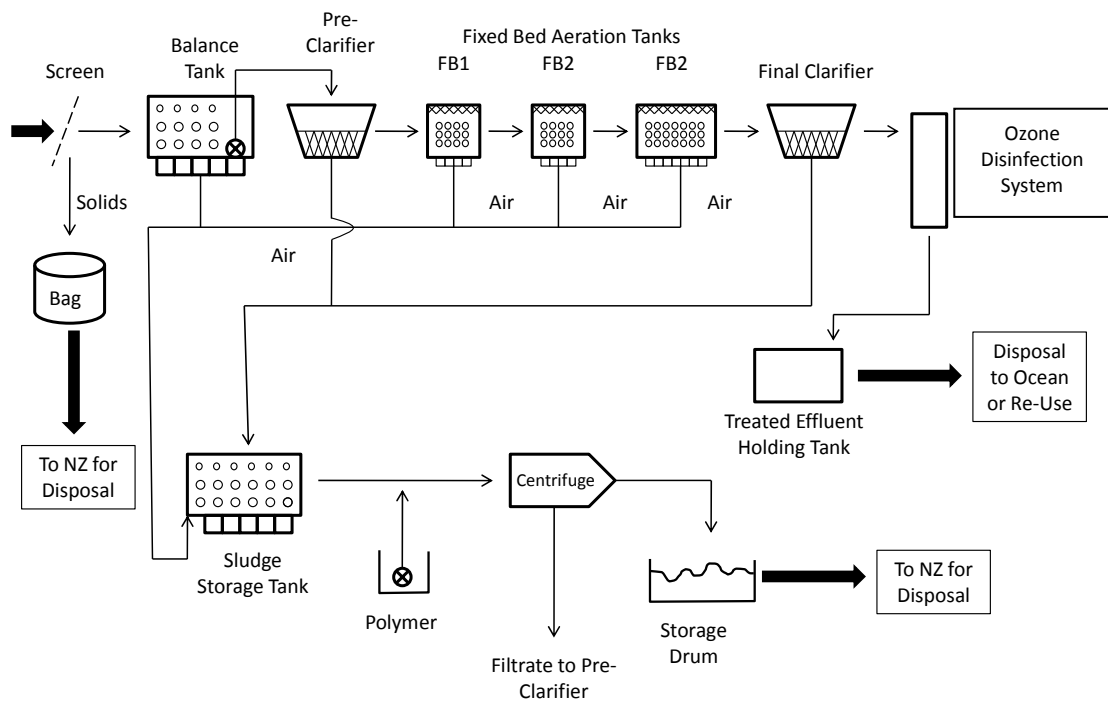 Pre-
Clarifier
Balance
Tank
Screen
Fixed Bed Aeration Tanks
FB1
FB2
FB2
Final Clarifier
Ozone
Disinfection
System
Solids
Air
Air
Air
Air
Bag
To NZ for
Disposal
Disposal
to Ocean
or Re-Use
Treated Effluent
Holding Tank
Centrifuge
Sludge
Storage Tank
Polymer
Storage
Drum
To NZ for
Disposal
Filtrate to Pre-
Clarifier